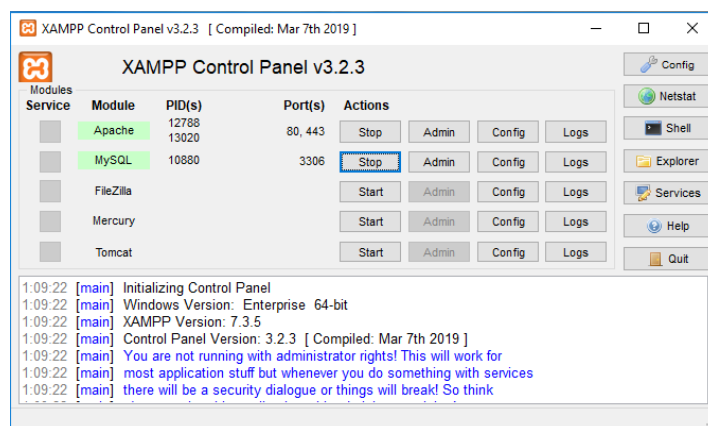 XAMPP Control Panel v3.2.3 [ Compiled: Mar 7th 2019 ]
XAMPP Control Panel v3.2.3
Config
Modules
Service Module PID(s) Port(s) Actions
Netstat
Apache 12788 13020 80, 443 Stop Admin Config Logs
Shell
MySQL 10880 3306 Stop Admin Config Logs
Explorer
FileZilla Start Admin Config Logs
Services
Mercury Start Admin Config Logs
Help
Tomcat Start Admin Config Logs
Quit
1:09:22 [main] Initializing Control Panel
1:09:22 [main] Windows Version: Enterprise 64-bit
1:09:22 [main] XAMPP Version: 7.3.5
1:09:22 [main] Control Panel Version: 3.2.3 [ Compiled: Mar 7th 2019 ]
1:09:22 [main] You are not running with administrator rights! This will work for
1:09:22 [main] most application stuff but whenever you do something with services
1:09:22 [main] there will be a security dialogue or things will break! So think